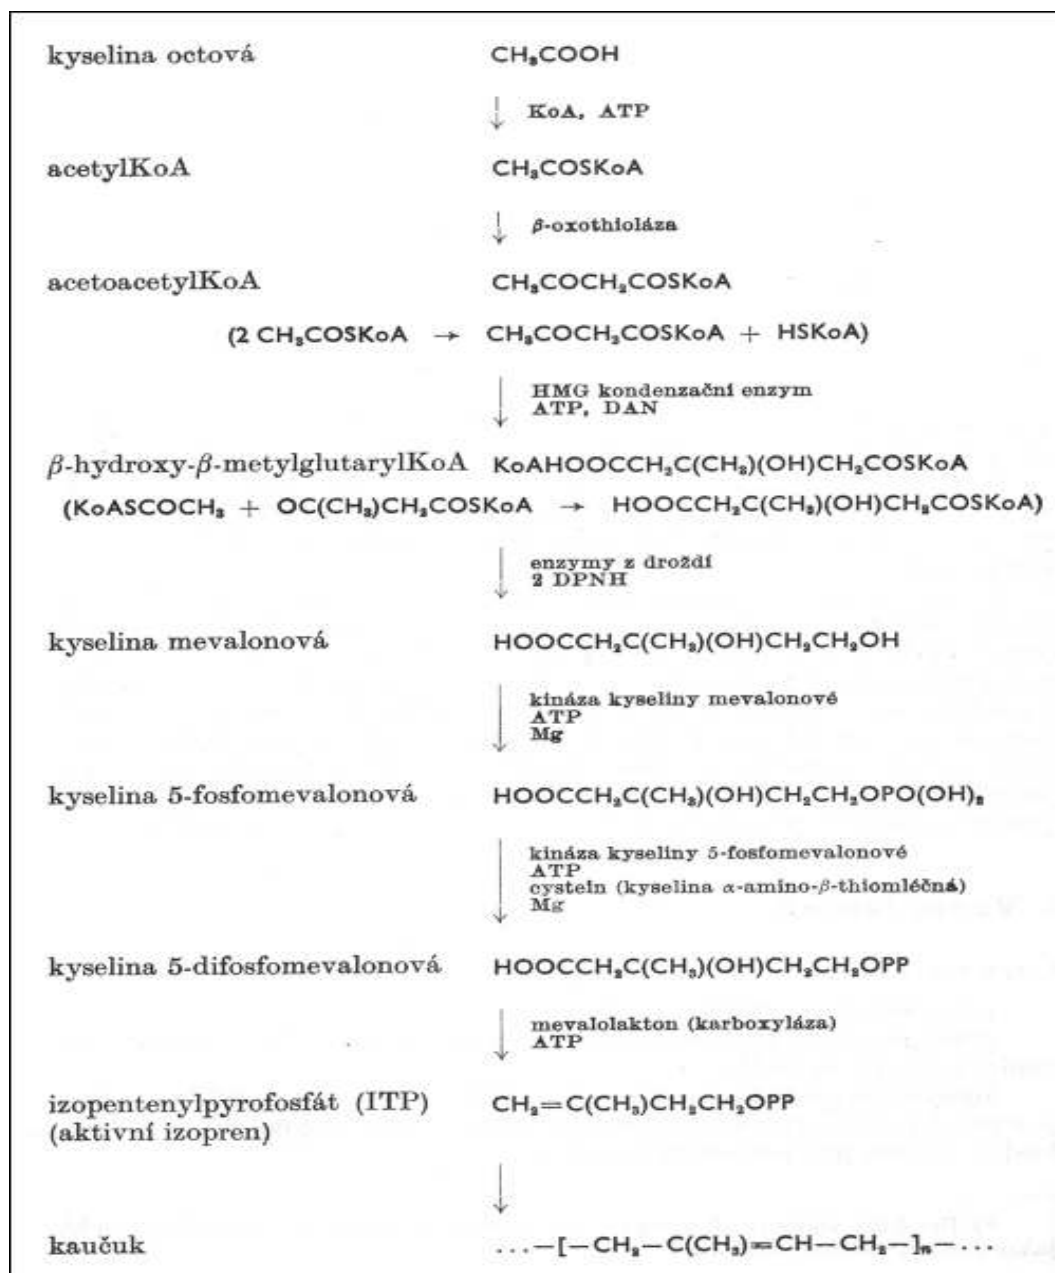 kyselina octová CH₃COOH
↓ KoA, ATP
acetylKoA CH₃COSKoA
↓ β-oxothioláza
acetoacetylKoA CH₃COCH₂COSKoA
(2 CH₃COSKoA → CH₃COCH₂COSKoA + HSKoA)
↓ HMG kondenzační enzym
ATP, DAN
β-hydroxy-β-metylglutarylKoA KoAHOOCCH₂C(CH₃)(OH)CH₂COSKoA
(KoASCOCH₃ + OC(CH₃)CH₂COSKoA → HOOCCH₂C(CH₃)(OH)CH₂COSKoA)
↓ enzymy z droždí
2 DPNH
kyselina mevalonová HOOCCH₂C(CH₃)(OH)CH₂CH₂OH
↓ kináza kyseliny mevalonové
ATP
Mg
kyselina 5-fosfomevalonová HOOCCH₂C(CH₃)(OH)CH₂CH₂OPO(OH)₂
↓ kináza kyseliny 5-fosfomevalonové
ATP
cystein (kyselina α-amino-β-thiomléčná)
Mg
kyselina 5-difosfomevalonová HOOCCH₂C(CH₃)(OH)CH₂CH₂OPP
↓ mevalolakton (karboxyláza)
ATP
izopentenylpyrofosfát (ITP) CH₂=C(CH₃)CH₂CH₂OPP
(aktivní izopren)
↓
kaučuk ...—[—CH₂—C(CH₃)=CH—CH₂—]ₙ—...